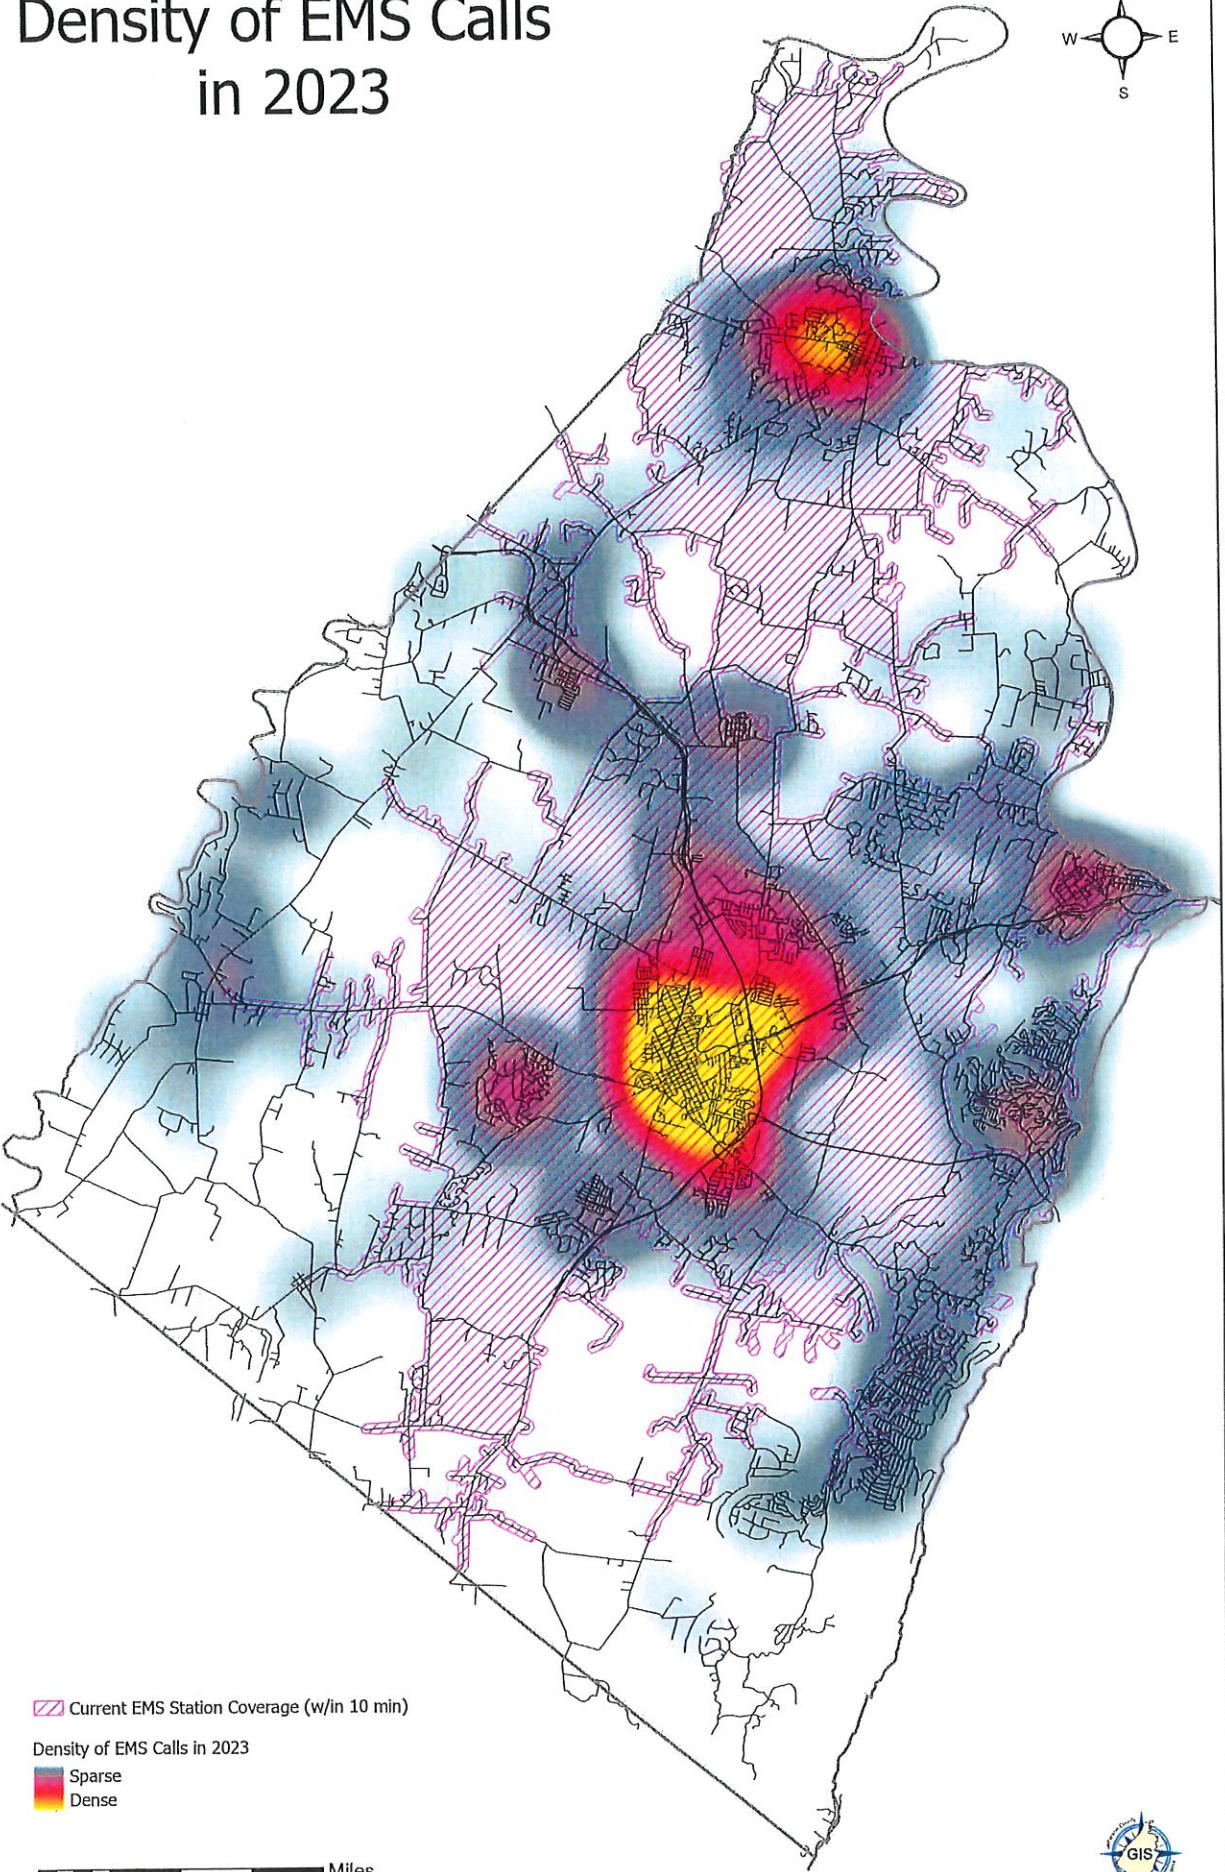 Density of EMS Calls
in 2023
W
E
S
Current EMS Station Coverage (w/in 10 min)
Density of EMS Calls in 2023
Sparse
Dense
Miles
GIS